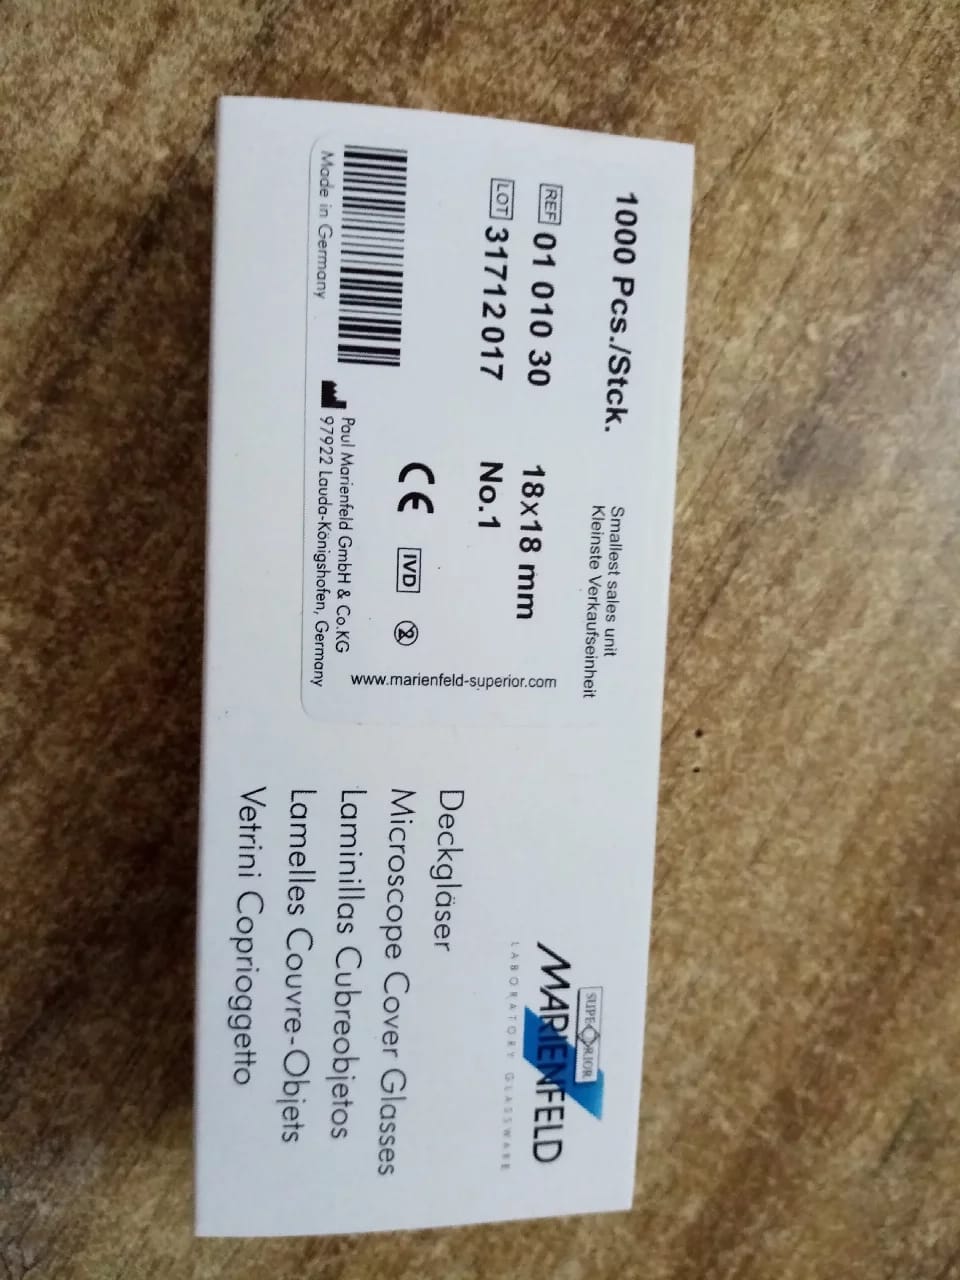 1000 Pcs./Stck.
Smallest sales unit
Kleinste Verkaufseinheit
REF 01 010 30
18x18 mm
LOT 31712017
No.1
CE IVD 2
www.marienfeld-superior.com
Made in Germany
Paul Marienfeld GmbH & Co.KG
97922 Lauda-Königshofen, Germany
SUPERIOR
MARIENFELD
LABORATORY GLASSWARE
Deckgläser
Microscope Cover Glasses
Laminillas Cubreobjetos
Lamelles Couvre-Objets
Vetrini Coprioggetto